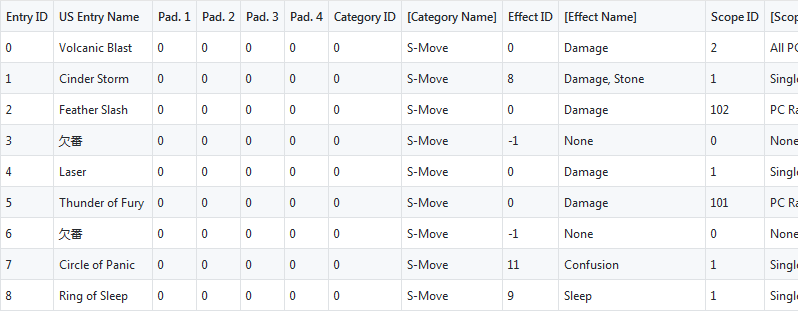 Entry ID US Entry Name Pad. 1 Pad. 2 Pad. 3 Pad. 4 Category ID [Category Name] Effect ID [Effect Name] Scope ID [Scop
0 Volcanic Blast 0 0 0 0 0 S-Move 0 Damage 2 All PC
1 Cinder Storm 0 0 0 0 0 S-Move 8 Damage, Stone 1 Single
2 Feather Slash 0 0 0 0 0 S-Move 0 Damage 102 PC Ra
3 欠番 0 0 0 0 0 S-Move -1 None 0 None
4 Laser 0 0 0 0 0 S-Move 0 Damage 1 Single
5 Thunder of Fury 0 0 0 0 0 S-Move 0 Damage 101 PC Ra
6 欠番 0 0 0 0 0 S-Move -1 None 0 None
7 Circle of Panic 0 0 0 0 0 S-Move 11 Confusion 1 Single
8 Ring of Sleep 0 0 0 0 0 S-Move 9 Sleep 1 Single